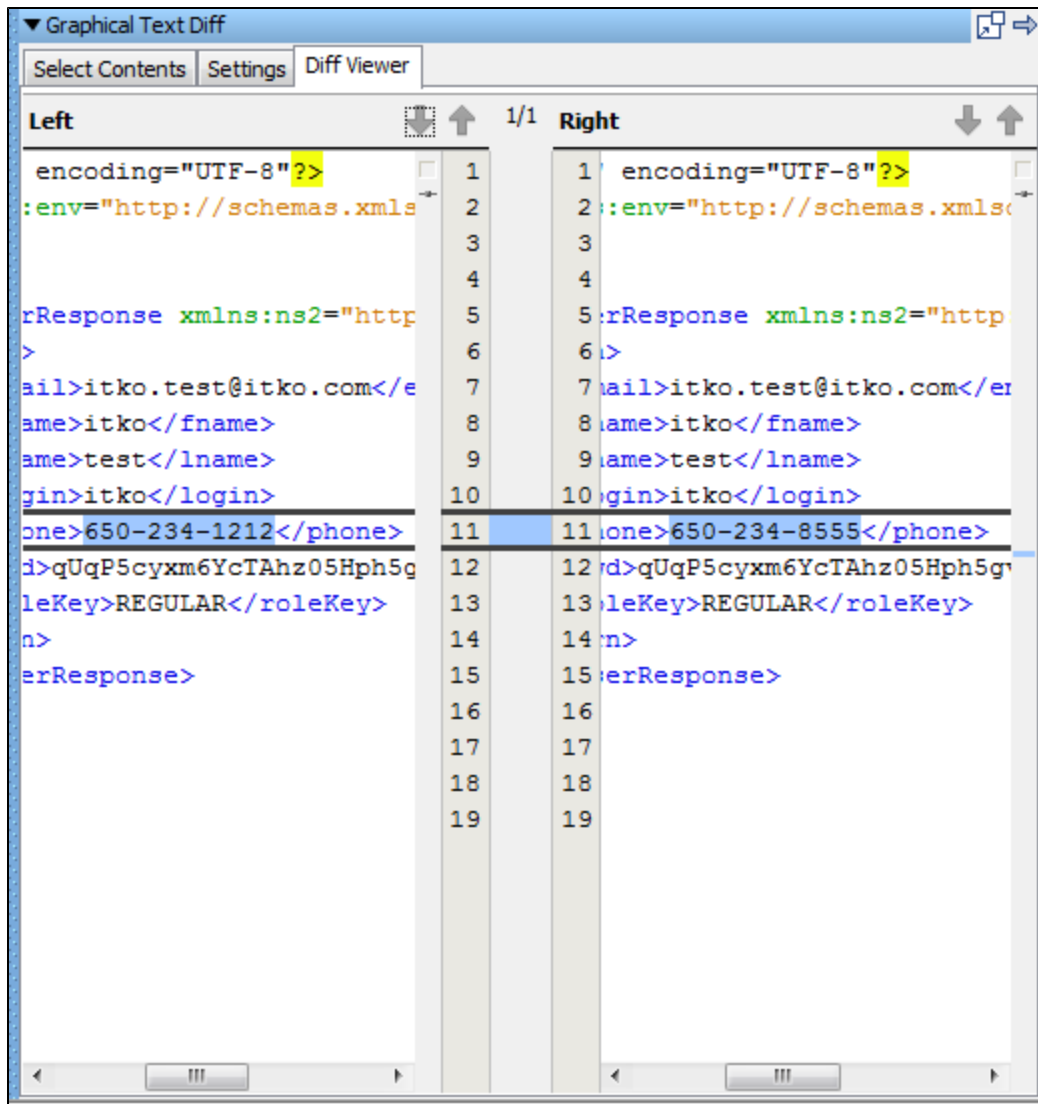 Graphical Text Diff
Select Contents Settings Diff Viewer
Left 1/1 Right
encoding="UTF-8"?> 1 1 ' encoding="UTF-8"?>
:env="http://schemas.xmls 2 2 :env="http://schemas.xmlso
3 3
4 4
rResponse xmlns:ns2="http 5 5 rResponse xmlns:ns2="http
> 6 6 >
ail>itko.test@itko.com</e 7 7 ail>itko.test@itko.com</em
ame>itko</fname> 8 8 ame>itko</fname>
ame>test</lname> 9 9 ame>test</lname>
gin>itko</login> 10 10 gin>itko</login>
one>650-234-1212</phone> 11 11 one>650-234-8555</phone>
d>qUqP5cyxm6YcTAhz05Hph5g 12 12 d>qUqP5cyxm6YcTAhz05Hph5gv
leKey>REGULAR</roleKey> 13 13 leKey>REGULAR</roleKey>
n> 14 14 n>
erResponse> 15 15 erResponse>
16 16
17 17
18 18
19 19